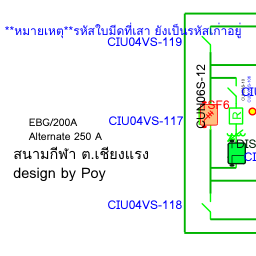 **หมายเหตุ**รหัสใบมีดที่เสา ยังเป็นรหัสเก่าอยู่
CIU04VS-119
GUN06S-12
SF6
EBG/200A
CIU04VS-117
R
Alternate 250 A
DIS
สนามกีฬา ต.เชียงแรง
design by Poy
CIU04VS-118